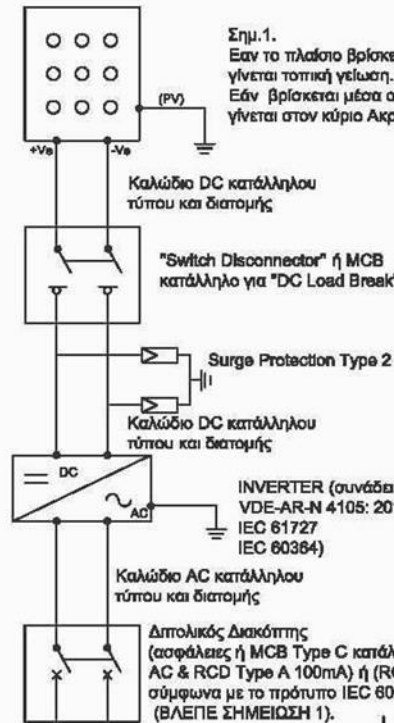 Σημ.1.
Εαν το πλαίσιο βρίσκε
γίνεται τοπική γείωση.
Εάν βρίσκεται μέσα σ
γίνεται στον κύριο Ακρ
(PV)
+Ve -Ve
Καλώδιο DC κατάλληλου
τύπου και διατομής
"Switch Disconnector" ή MCB
κατάλληλο για "DC Load Break"
Surge Protection Type 2
Καλώδιο DC κατάλληλου
τύπου και διατομής
DC
AC
INVERTER (συνάδει
VDE-AR-N 4105: 201
IEC 61727
IEC 60364)
Καλώδιο AC κατάλληλου
τύπου και διατομής
Διπολικός Διακόπτης
(ασφάλειες ή MCB Type C κατάλ
AC & RCD Type A 100mA) ή (RC
σύμφωνα με το πρότυπο IEC 60
(ΒΛΕΠΕ ΣΗΜΕΙΩΣΗ 1).